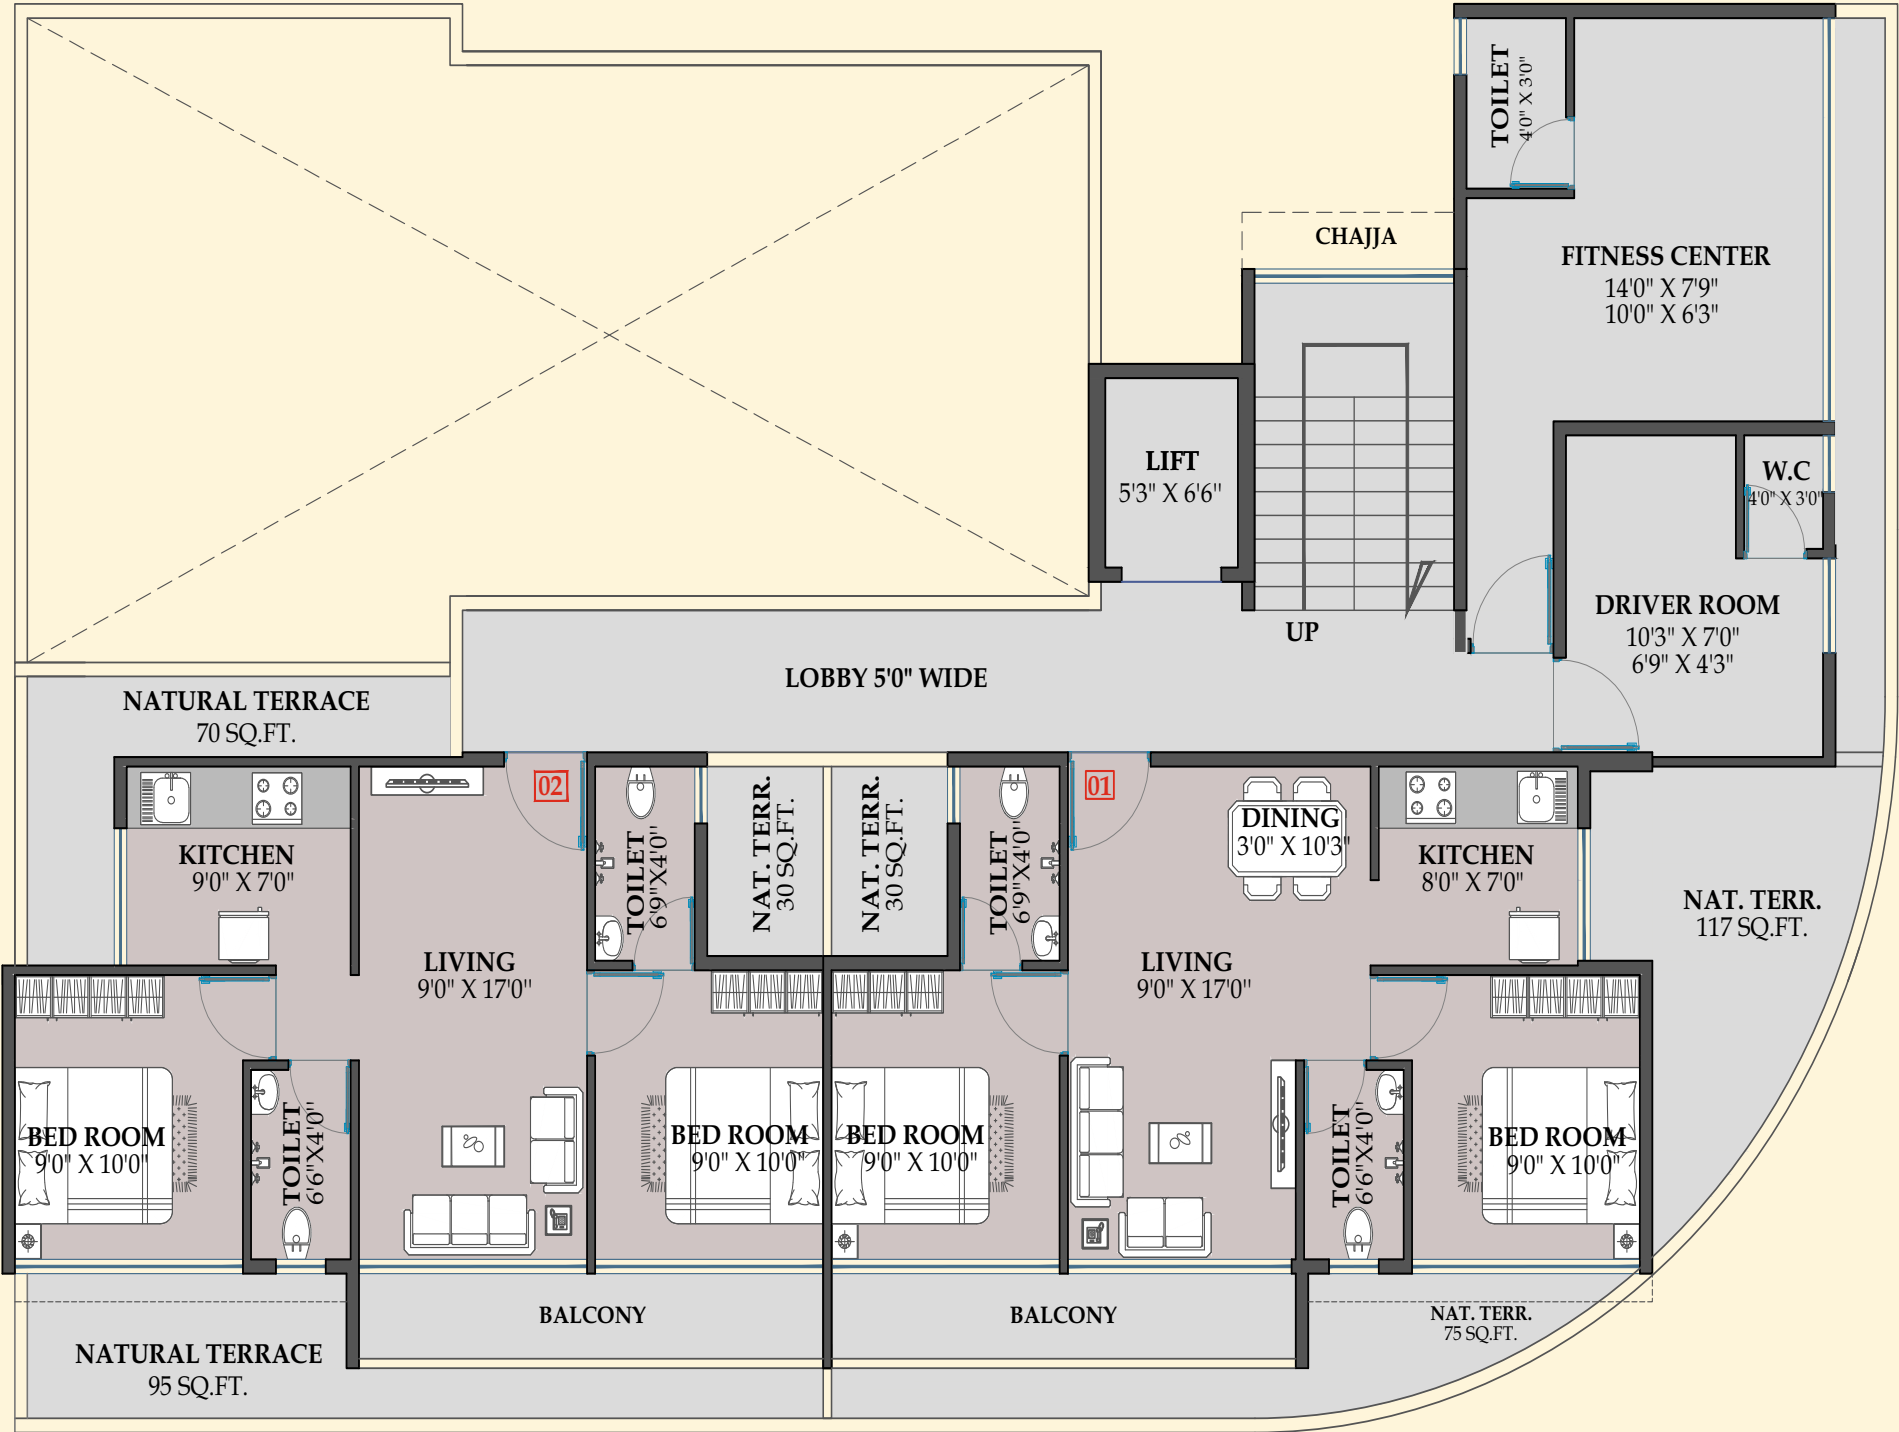 TOILET
4'0" X 3'0"
CHAJJA
FITNESS CENTER
14'0" X 7'9"
10'0" X 6'3"
LIFT
5'3" X 6'6"
W.C
4'0" X 3'0"
DRIVER ROOM
10'3" X 7'0"
6'9" X 4'3"
UP
LOBBY 5'0" WIDE
NATURAL TERRACE
70 SQ.FT.
02
01
KITCHEN
9'0" X 7'0"
TOILET
6'9"X4'0"
NAT. TERR.
30 SQ.FT.
NAT. TERR.
30 SQ.FT.
TOILET
6'9"X4'0"
DINING
3'0" X 10'3"
KITCHEN
8'0" X 7'0"
NAT. TERR.
117 SQ.FT.
LIVING
9'0" X 17'0"
LIVING
9'0" X 17'0"
BED ROOM
9'0" X 10'0"
TOILET
6'6"X4'0"
BED ROOM
9'0" X 10'0"
BED ROOM
9'0" X 10'0"
TOILET
6'6"X4'0"
BED ROOM
9'0" X 10'0"
BALCONY
BALCONY
NAT. TERR.
75 SQ.FT.
NATURAL TERRACE
95 SQ.FT.